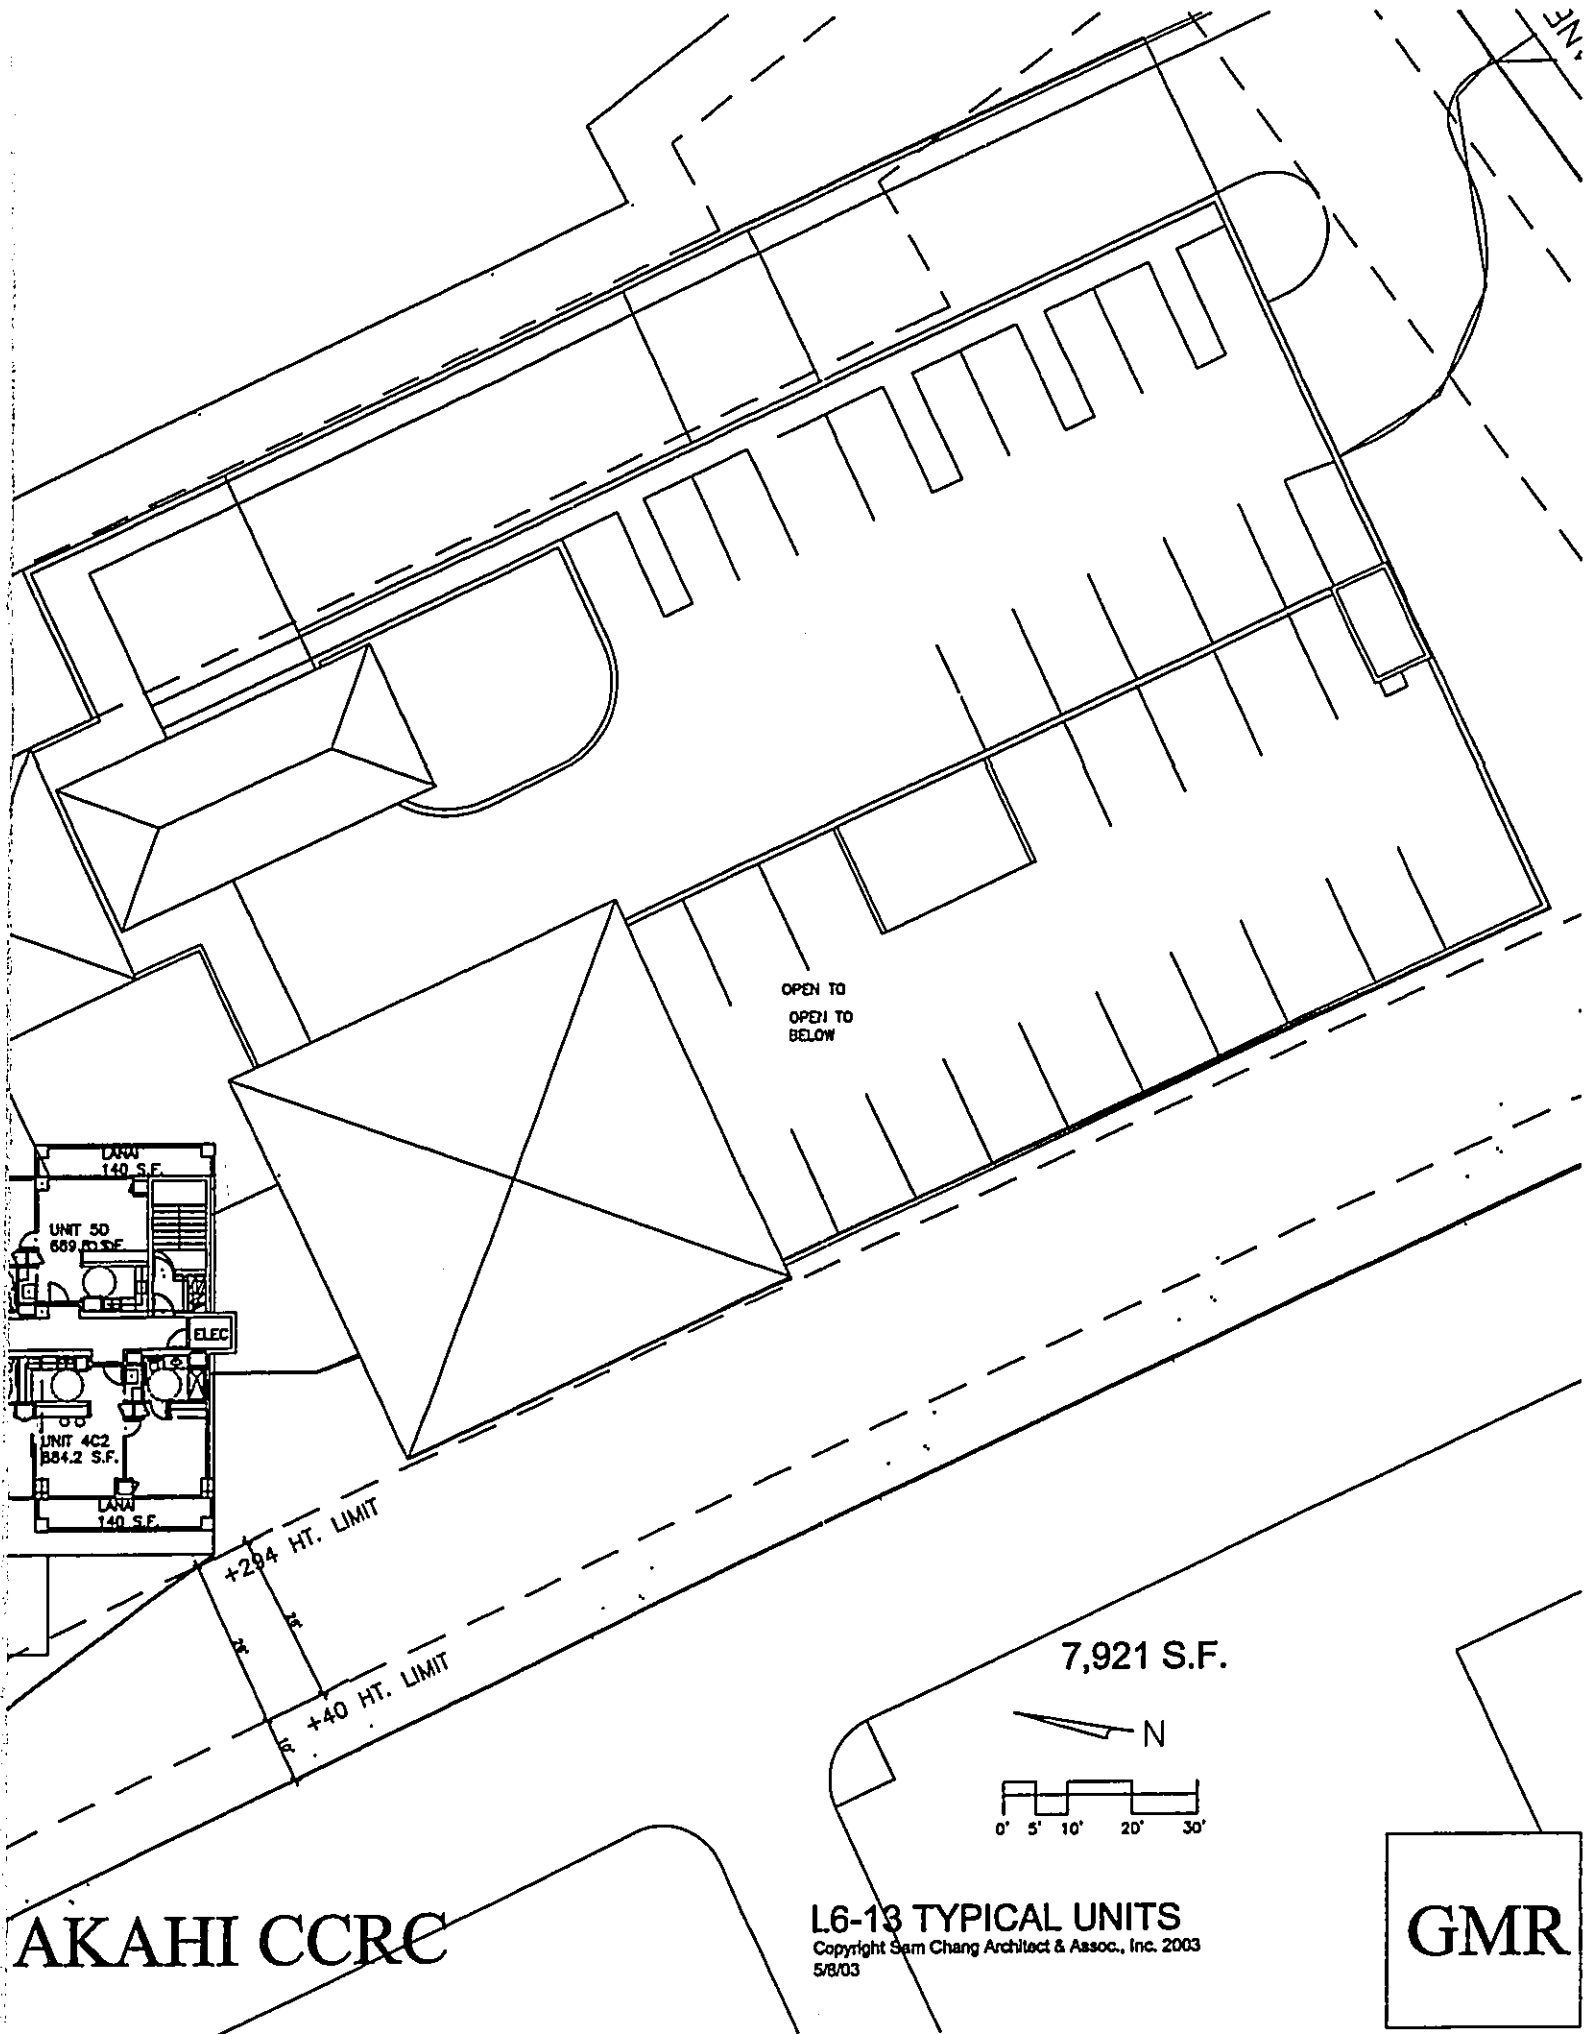 OPEN TO
OPEN TO
BELOW
LANAI
140 S.F.
UNIT 5D
ELEC
UNIT 4C2
884.2 S.F.
LANAI
140 S.F.
+294 HT. LIMIT
+40 HT. LIMIT
7,921 S.F.
N
0' 5' 10' 20' 30'
AKAHI CCRC
L6-13 TYPICAL UNITS
Copyright Sam Chang Architect & Assoc., Inc. 2003
5/8/03
GMR